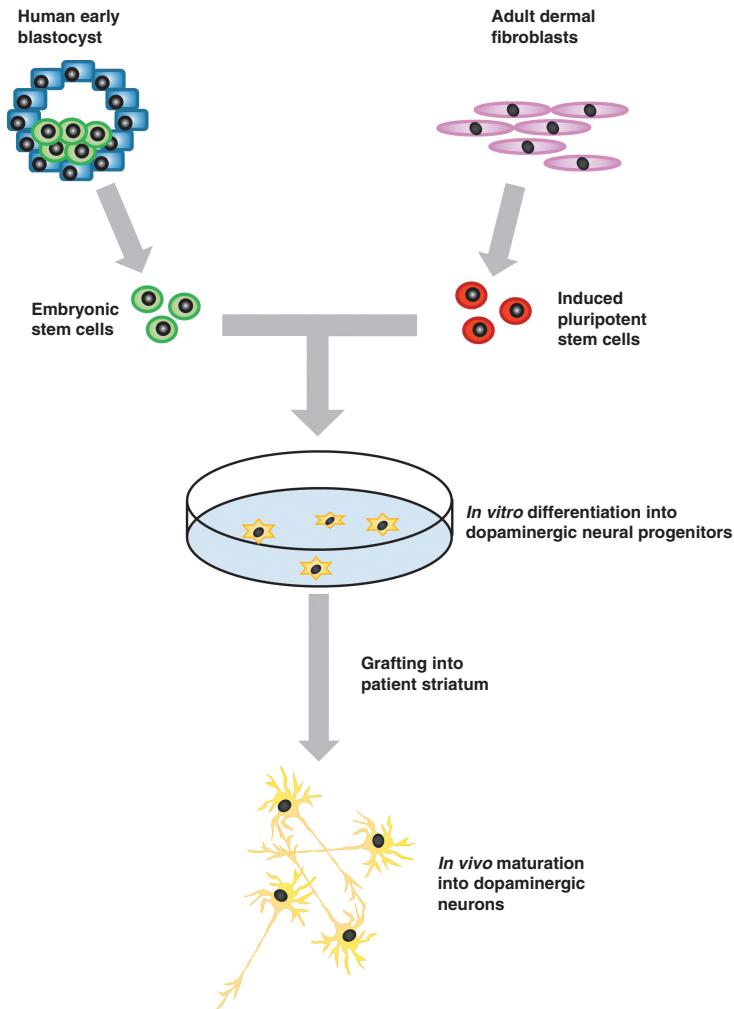 Human early
blastocyst
Adult dermal
fibroblasts
Embryonic
stem cells
Induced
pluripotent
stem cells
In vitro differentiation into
dopaminergic neural progenitors
Grafting into
patient striatum
In vivo maturation
into dopaminergic
neurons